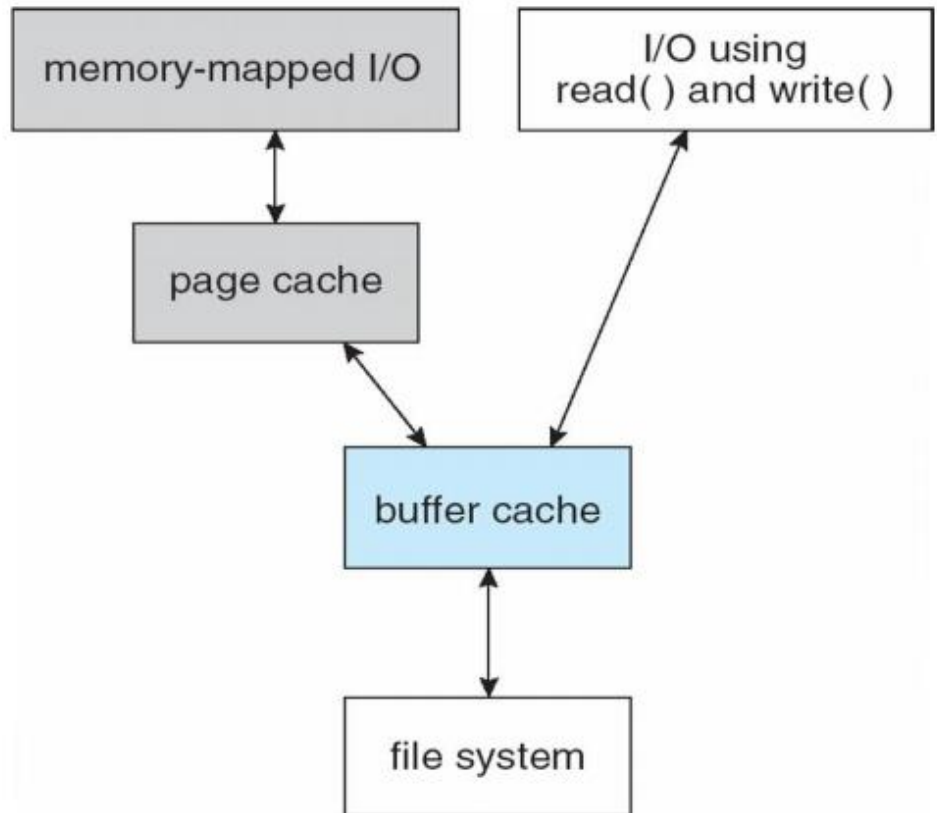 memory-mapped I/O
I/O using
read( ) and write( )
page cache
buffer cache
file system